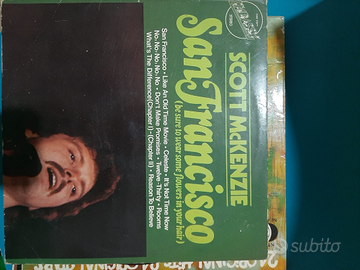 SCOTT McKENZIE
San Francisco
(be sure to wear some flowers in your hair)
San Francisco • Like An Old Time Movie • Celeste • It's Not Time Now
No, No, No, No, No • Don't Make Promises • Twelve-Thirty • Rooms
What's The Difference (Chapter I)—(Chapter II) • Reason To Believe
ORIGINAL
subito